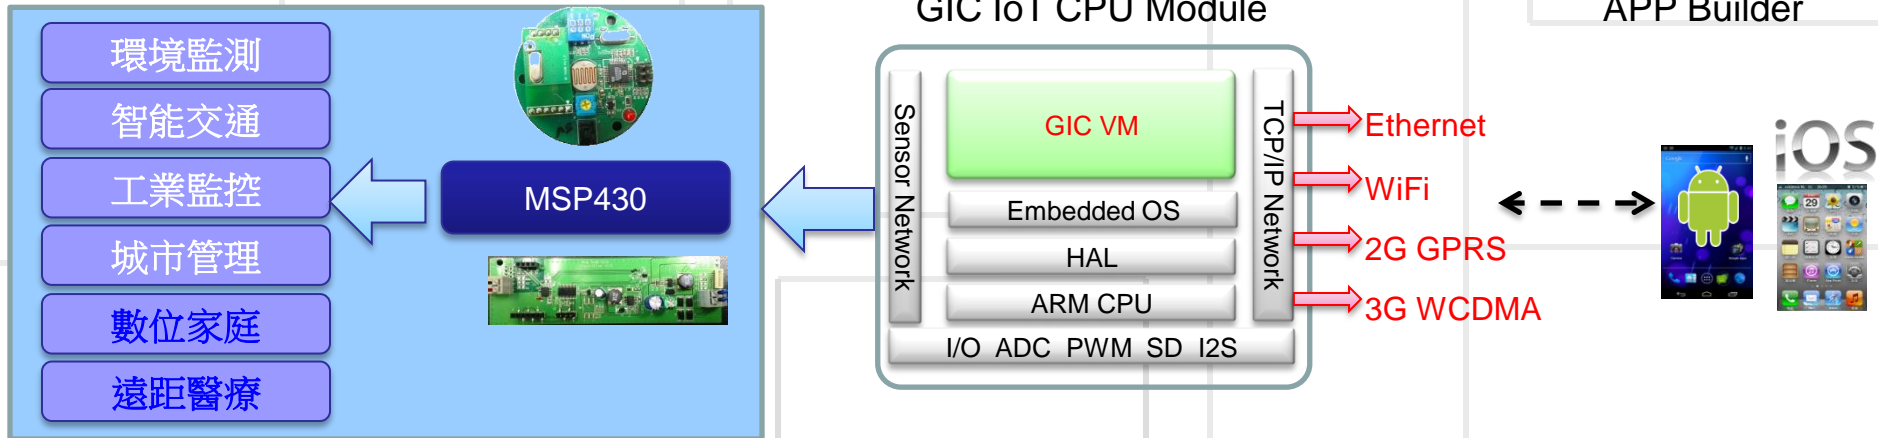 GIC IoT CPU Module
APP Builder
環境監測
智能交通
工業監控
城市管理
數位家庭
遠距醫療
MSP430
Sensor Network
GIC VM
Embedded OS
HAL
ARM CPU
I/O ADC PWM SD I2S
TCP/IP Network
Ethernet
WiFi
2G GPRS
3G WCDMA
iOS